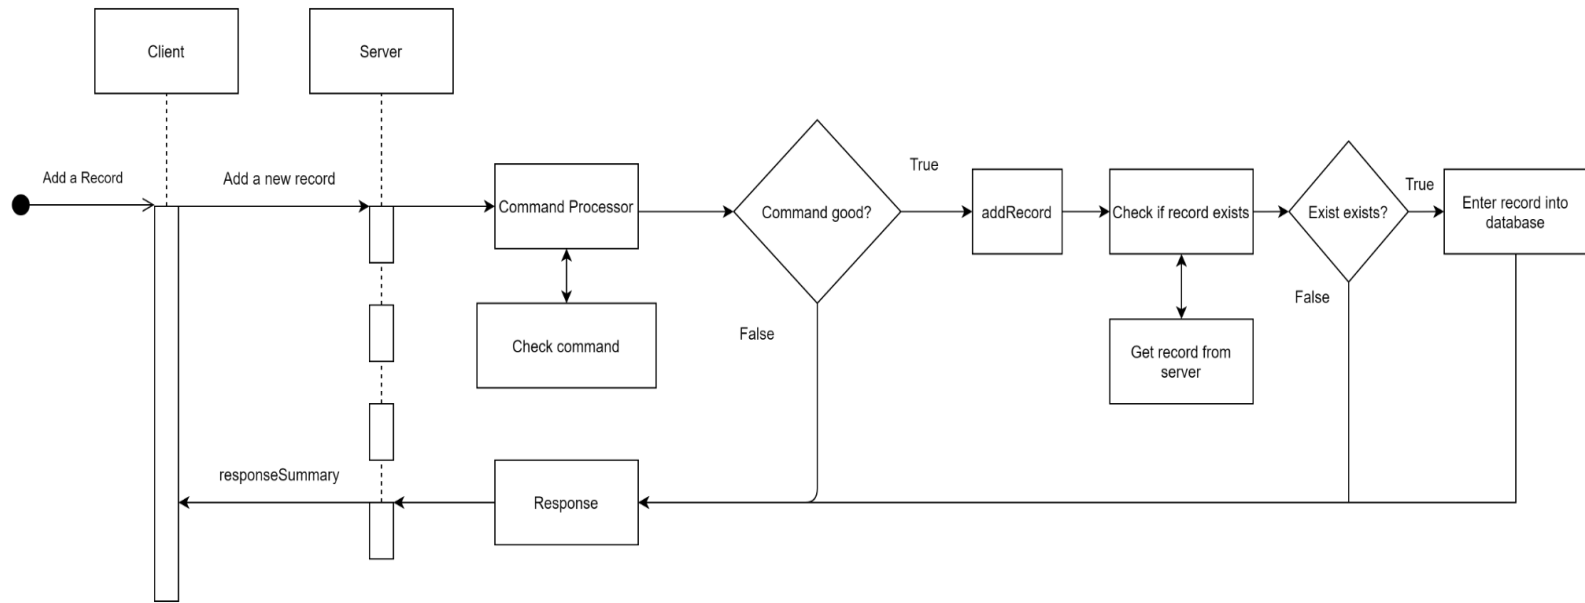 Client
Server
Add a Record
Add a new record
Command Processor
Check command
Command good?
True
False
addRecord
Check if record exists
Get record from
server
Exist exists?
True
False
Enter record into
database
responseSummary
Response